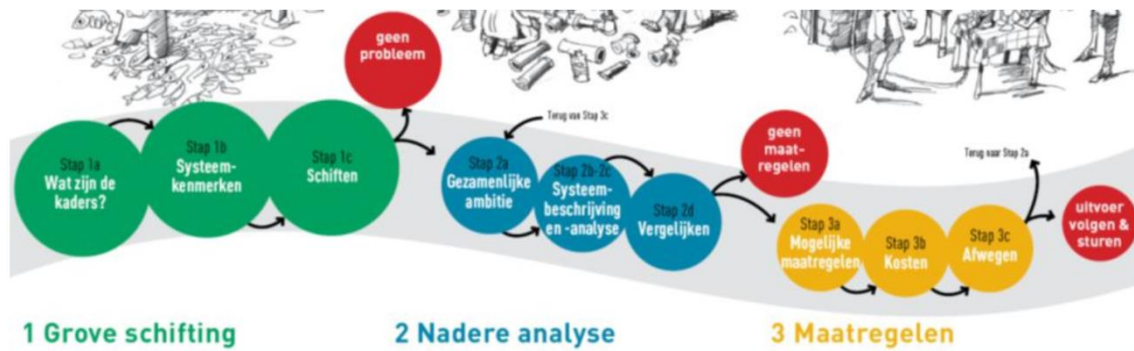 geen
probleem
Stap 1a
Wat zijn de
kaders?
Stap 1b
Systeem-
kenmerken
Stap 1c
Schiften
Terug van Stap 3c
Stap 2a
Gezamenlijke
ambitie
Stap 2b-2c
Systeem-
beschrijving
en -analyse
Stap 2d
Vergelijken
geen
maat-
regelen
Stap 3a
Mogelijke
maatregelen
Stap 3b
Kosten
Stap 3c
Afwegen
Terug naar Stap 2a
uitvoer
volgen &
sturen
1 Grove schifting
2 Nadere analyse
3 Maatregelen